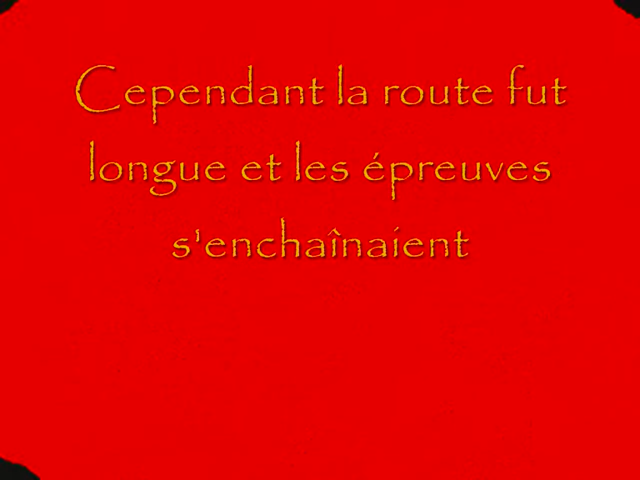 Cependant la route fut
longue et les épreuves
s'enchaînaient